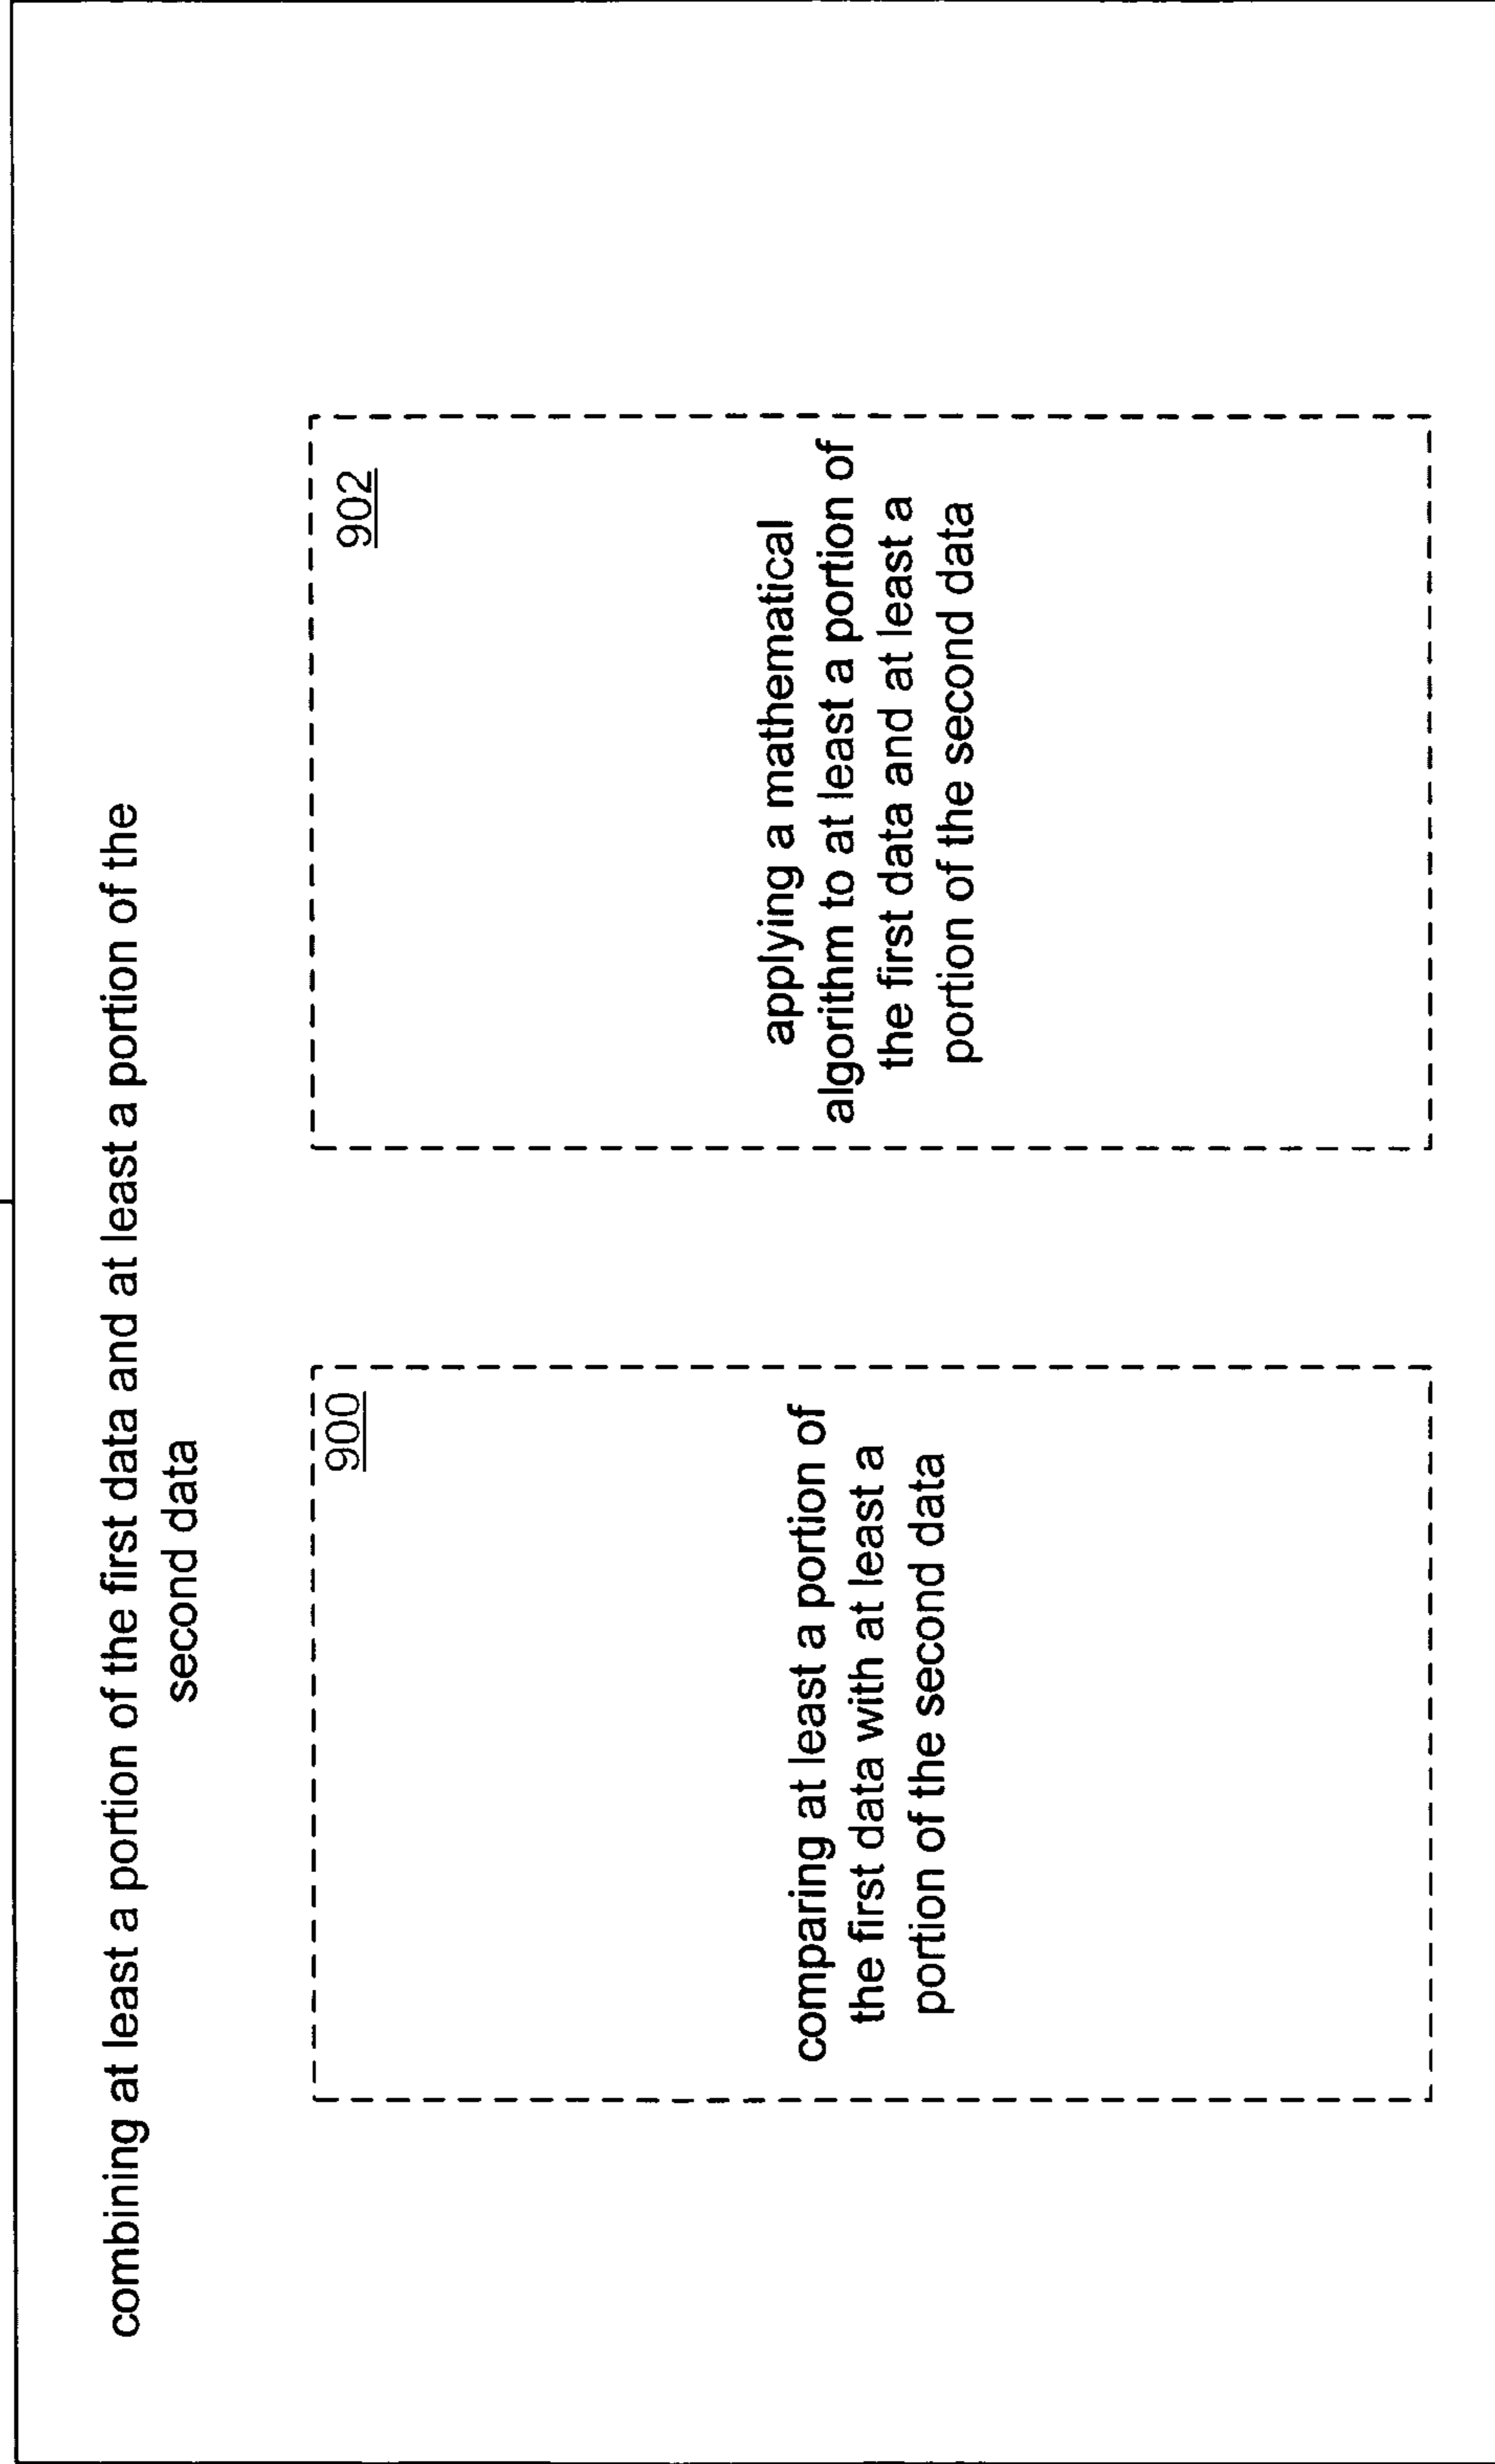 combining at least a portion of the first data and at least a portion of the
second data
900
comparing at least a portion of
the first data with at least a
portion of the second data
902
applying a mathematical
algorithm to at least a portion of
the first data and at least a
portion of the second data